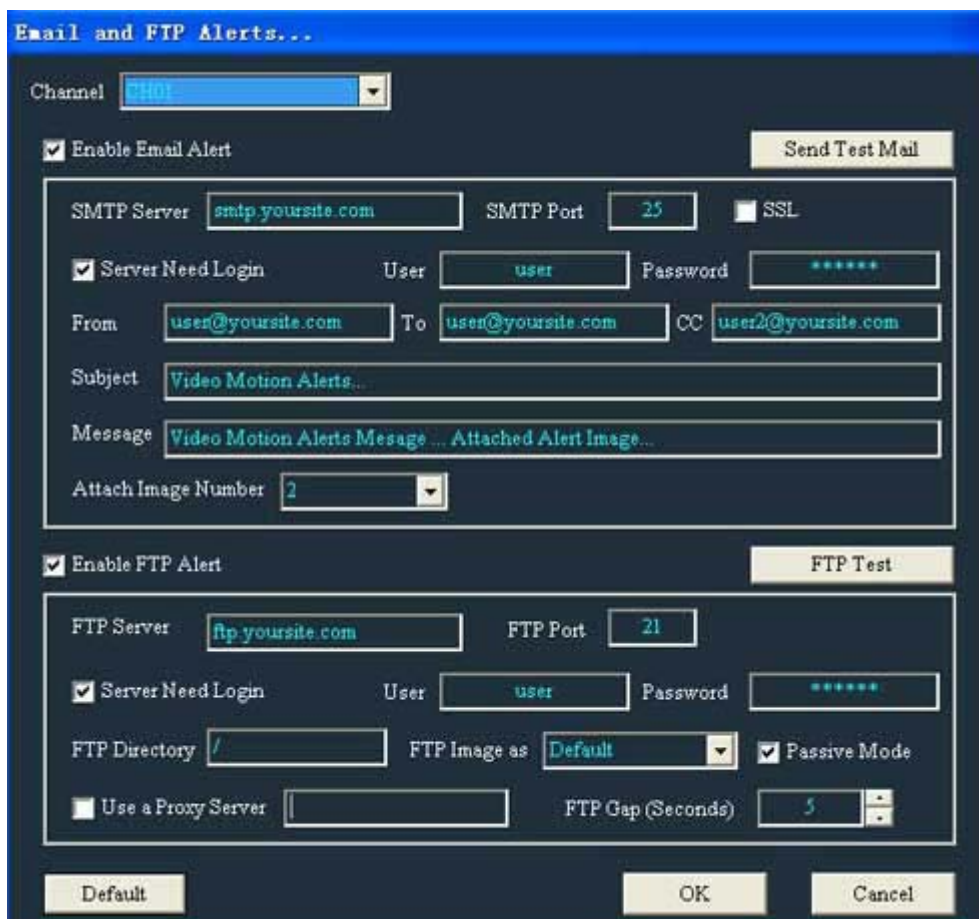 Email and FTP Alerts...
Channel CH01
Enable Email Alert Send Test Mail
SMTP Server smtp.yoursite.com SMTP Port 25 SSL
Server Need Login User user Password ******
From user@yoursite.com To user@yoursite.com CC user2@yoursite.com
Subject Video Motion Alerts...
Message Video Motion Alerts Mesage ... Attached Alert Image...
Attach Image Number 2
Enable FTP Alert FTP Test
FTP Server ftp.yoursite.com FTP Port 21
Server Need Login User user Password ******
FTP Directory / FTP Image as Default Passive Mode
Use a Proxy Server FTP Gap (Seconds) 5
Default OK Cancel